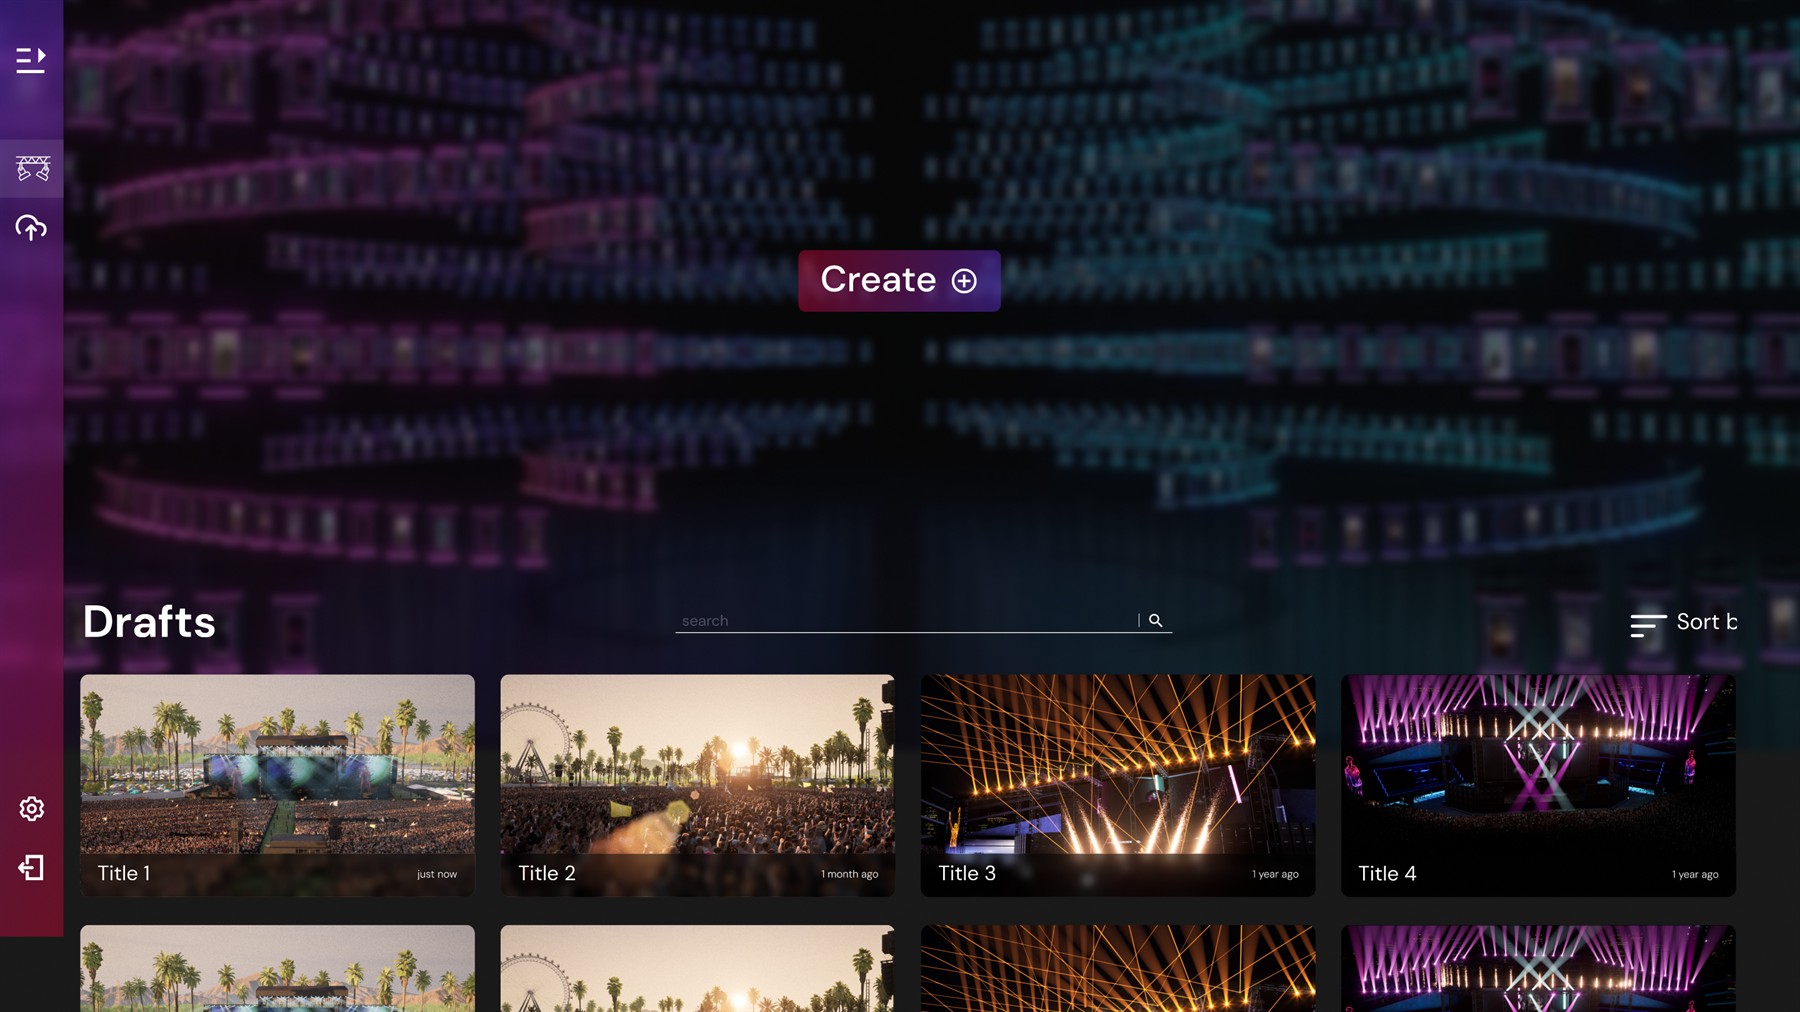 Create
Drafts
search
Sort b
Title 1
just now
Title 2
1 month ago
Title 3
1 year ago
Title 4
1 year ago